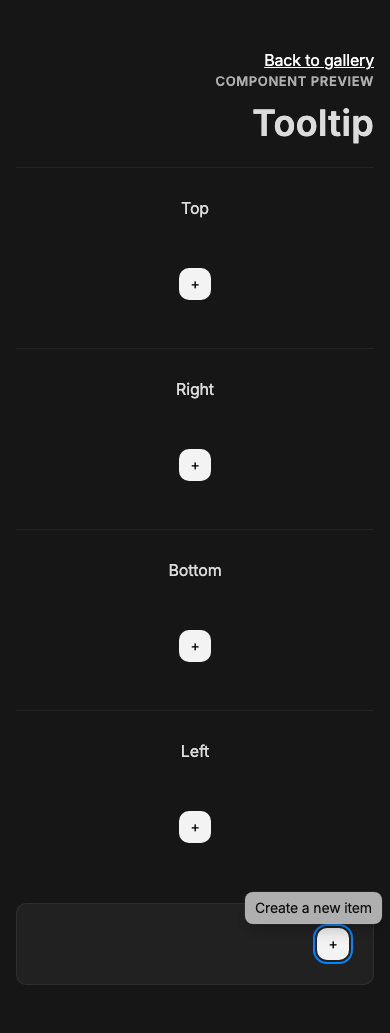 Back to gallery
COMPONENT PREVIEW
Tooltip
Top
+
Right
+
Bottom
+
Left
+
Create a new item
+